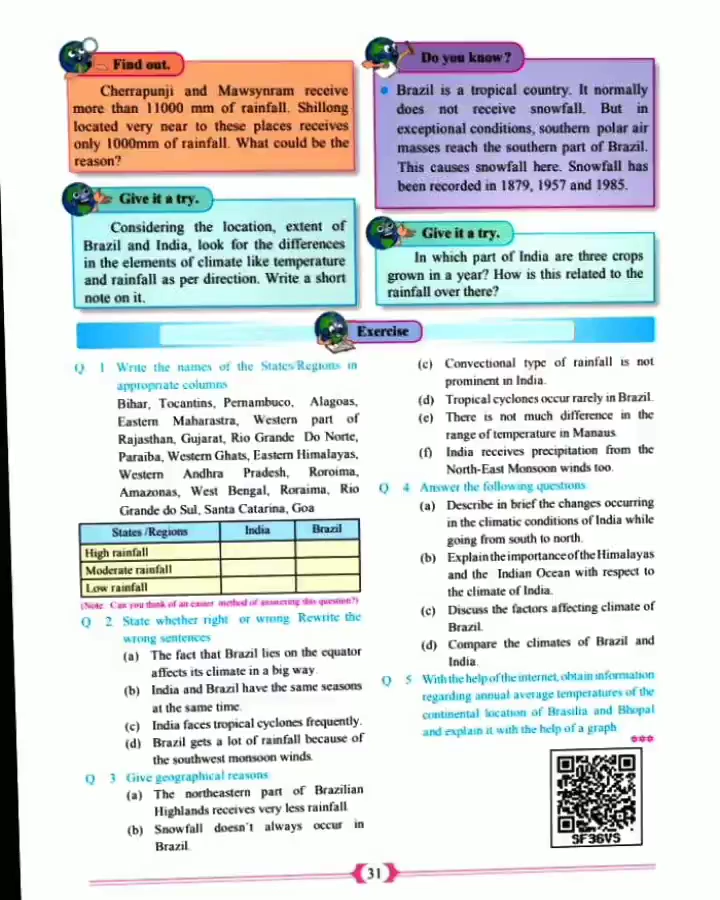 Find out.
Cherrapunji and Mawsynram receive
more than 11000 mm of rainfall. Shillong
located very near to these places receives
only 1000mm of rainfall. What could be the
reason?
Give it a try.
Considering the location, extent of
Brazil and India, look for the differences
in the elements of climate like temperature
and rainfall as per direction. Write a short
note on it.
Do you know?
Brazil is a tropical country. It normally
does not receive snowfall. But in
exceptional conditions, southern polar air
masses reach the southern part of Brazil.
This causes snowfall here. Snowfall has
been recorded in 1879, 1957 and 1985.
Give it a try.
In which part of India are three crops
grown in a year? How is this related to the
rainfall over there?
Exercise
Q 1 Write the names of the States/Regions in
appropriate columns
Bihar, Tocantins, Pernambuco, Alagoas,
Eastern Maharastra, Western part of
Rajasthan, Gujarat, Rio Grande Do Norte,
Paraiba, Western Ghats, Eastern Himalayas,
Western Andhra Pradesh, Roroima,
Amazonas, West Bengal, Roraima, Rio
Grande do Sul, Santa Catarina, Goa
States /Regions India Brazil
High rainfall
Moderate rainfall
Low rainfall
(Note: Can you think of an easier method of answering this question?)
Q 2 State whether right or wrong. Rewrite the
wrong sentences
(a) The fact that Brazil lies on the equator
affects its climate in a big way.
(b) India and Brazil have the same seasons
at the same time.
(c) India faces tropical cyclones frequently.
(d) Brazil gets a lot of rainfall because of
the southwest monsoon winds.
Q 3 Give geographical reasons
(a) The northeastern part of Brazilian
Highlands receives very less rainfall.
(b) Snowfall doesn't always occur in
Brazil.
(c) Convectional type of rainfall is not
prominent in India.
(d) Tropical cyclones occur rarely in Brazil.
(e) There is not much difference in the
range of temperature in Manaus.
(f) India receives precipitation from the
North-East Monsoon winds too.
Q 4 Answer the following questions
(a) Describe in brief the changes occurring
in the climatic conditions of India while
going from south to north.
(b) Explain the importance of the Himalayas
and the Indian Ocean with respect to
the climate of India.
(c) Discuss the factors affecting climate of
Brazil.
(d) Compare the climates of Brazil and
India.
Q 5 With the help of the internet, obtain information
regarding annual average temperatures of the
continental location of Brasilia and Bhopal
and explain it with the help of a graph.
***
SF36VS
31